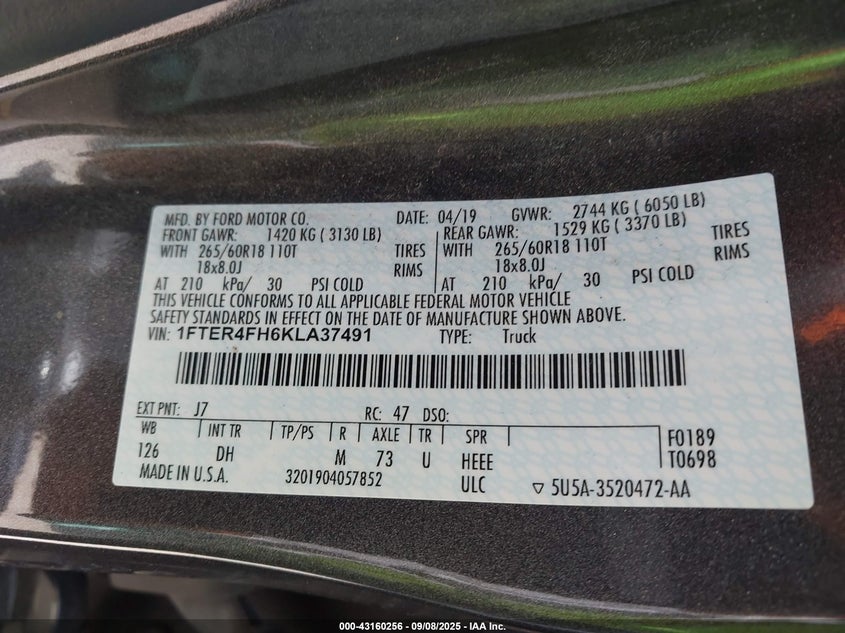 MFD. BY FORD MOTOR CO. DATE: 04/19 GVWR: 2744 KG ( 6050 LB)
FRONT GAWR: 1420 KG ( 3130 LB) REAR GAWR: 1529 KG ( 3370 LB)
WITH 265/60R18 110T TIRES WITH 265/60R18 110T TIRES
18x8.0J RIMS 18x8.0J RIMS
AT 210 kPa/ 30 PSI COLD AT 210 kPa/ 30 PSI COLD
THIS VEHICLE CONFORMS TO ALL APPLICABLE FEDERAL MOTOR VEHICLE
SAFETY STANDARDS IN EFFECT ON THE DATE OF MANUFACTURE SHOWN ABOVE.
VIN: 1FTER4FH6KLA37491 TYPE: Truck
EXT PNT: J7 RC: 47 DSO:
WB INT TR TP/PS R AXLE TR SPR F0189
126 DH M 73 U HEEE T0698
MADE IN U.S.A. 3201904057852 ULC ▽ 5U5A-3520472-AA
000-43160256 - 09/08/2025 - IAA Inc.